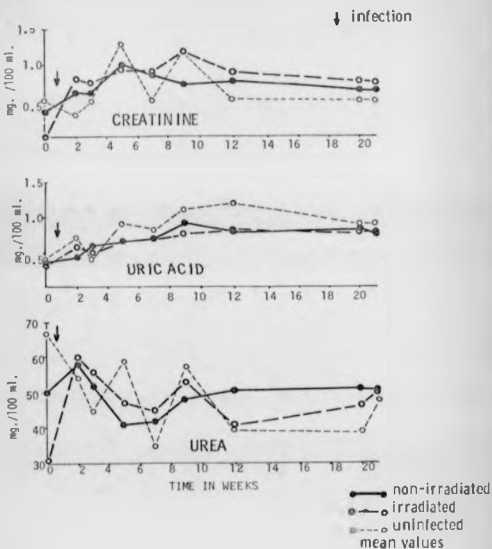 ↓ infection
1.5
1.0
0.5
mg. /100 ml.
CREATININE
0 2 4 6 8 10 12 14 16 18 20
1.5
1.0
0.5
mg./100 ml.
URIC ACID
0 2 4 6 8 10 12 14 16 18 20
70
60
50
40
30
mg./100 ml.
UREA
0 2 4 6 8 10 12 14 16 18 20
TIME IN WEEKS
non-irradiated
irradiated
uninfected
mean values